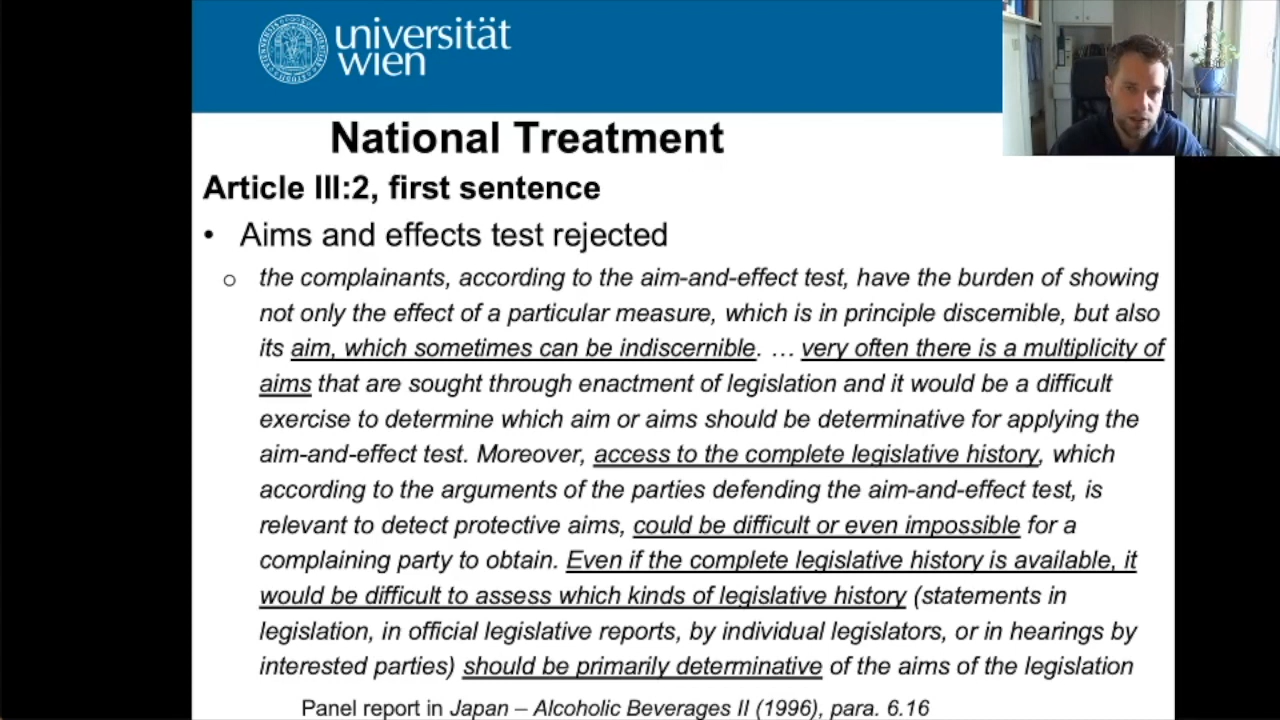 universität
wien
National Treatment
Article III:2, first sentence
• Aims and effects test rejected
o the complainants, according to the aim-and-effect test, have the burden of showing
not only the effect of a particular measure, which is in principle discernible, but also
its aim, which sometimes can be indiscernible. … very often there is a multiplicity of
aims that are sought through enactment of legislation and it would be a difficult
exercise to determine which aim or aims should be determinative for applying the
aim-and-effect test. Moreover, access to the complete legislative history, which
according to the arguments of the parties defending the aim-and-effect test, is
relevant to detect protective aims, could be difficult or even impossible for a
complaining party to obtain. Even if the complete legislative history is available, it
would be difficult to assess which kinds of legislative history (statements in
legislation, in official legislative reports, by individual legislators, or in hearings by
interested parties) should be primarily determinative of the aims of the legislation
Panel report in Japan – Alcoholic Beverages II (1996), para. 6.16